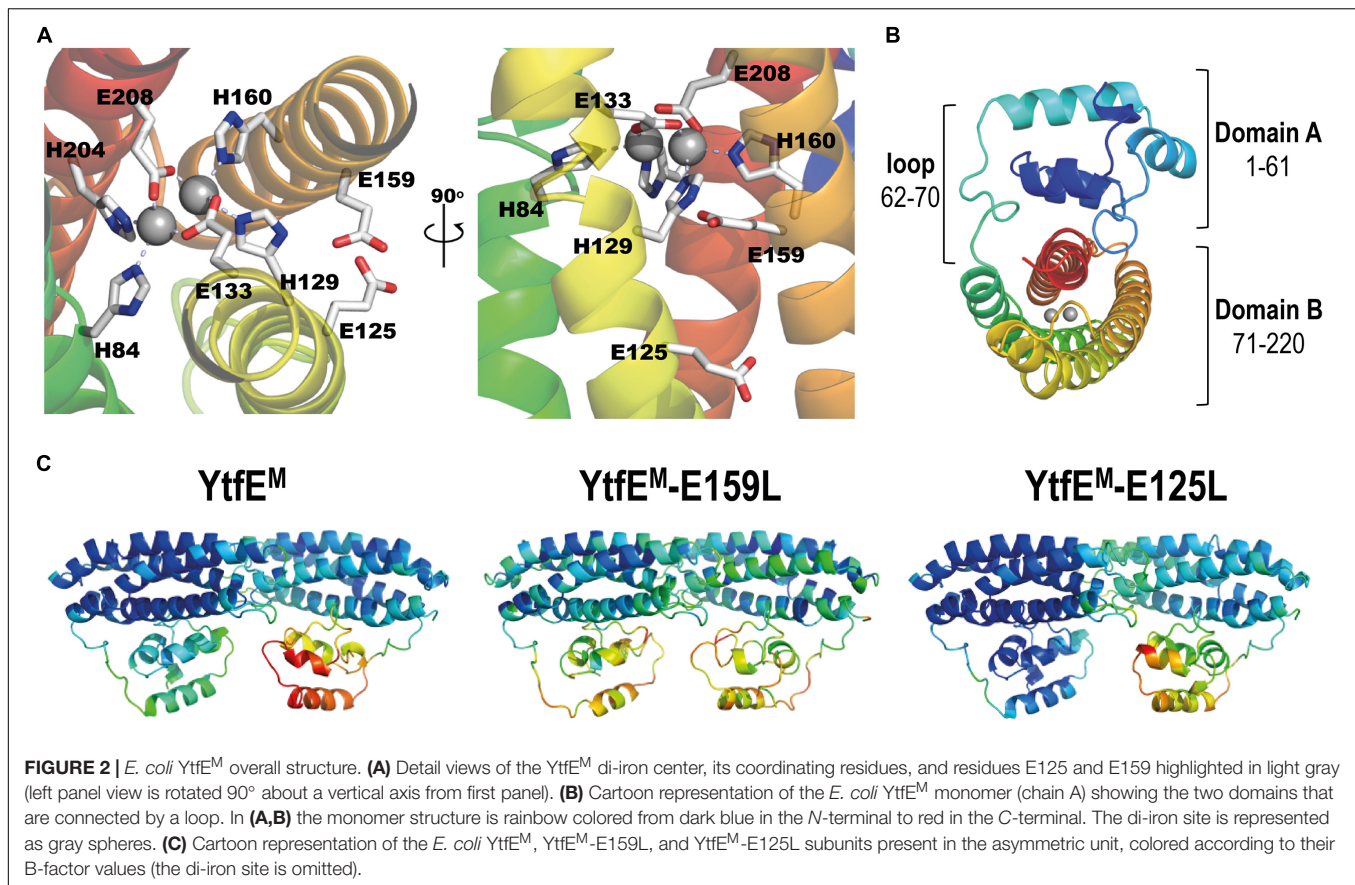 A
E208
H160
H204
E159
E133
H129
H84
E125
90°
E208
E133
H160
H84
H129
E159
E125
B
loop
62-70
Domain A
1-61
Domain B
71-220
C
YtfE^M
YtfE^M-E159L
YtfE^M-E125L
FIGURE 2 | E. coli YtfE^M overall structure. (A) Detail views of the YtfE^M di-iron center, its coordinating residues, and residues E125 and E159 highlighted in light gray
(left panel view is rotated 90° about a vertical axis from first panel). (B) Cartoon representation of the E. coli YtfE^M monomer (chain A) showing the two domains that
are connected by a loop. In (A,B) the monomer structure is rainbow colored from dark blue in the N-terminal to red in the C-terminal. The di-iron site is represented
as gray spheres. (C) Cartoon representation of the E. coli YtfE^M, YtfE^M-E159L, and YtfE^M-E125L subunits present in the asymmetric unit, colored according to their
B-factor values (the di-iron site is omitted).